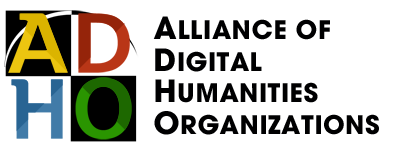 AD
HO
ALLIANCE OF
DIGITAL
HUMANITIES
ORGANIZATIONS